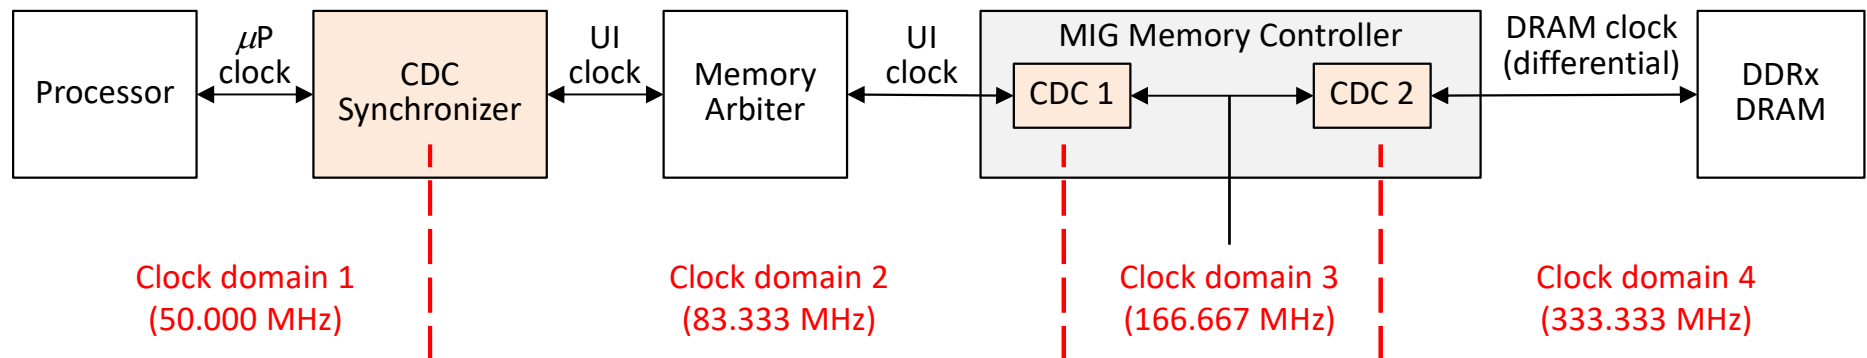 Processor
μP
clock
CDC
Synchronizer
UI
clock
Memory
Arbiter
UI
clock
MIG Memory Controller
CDC 1
CDC 2
DRAM clock
(differential)
DDRx
DRAM
Clock domain 1
(50.000 MHz)
Clock domain 2
(83.333 MHz)
Clock domain 3
(166.667 MHz)
Clock domain 4
(333.333 MHz)